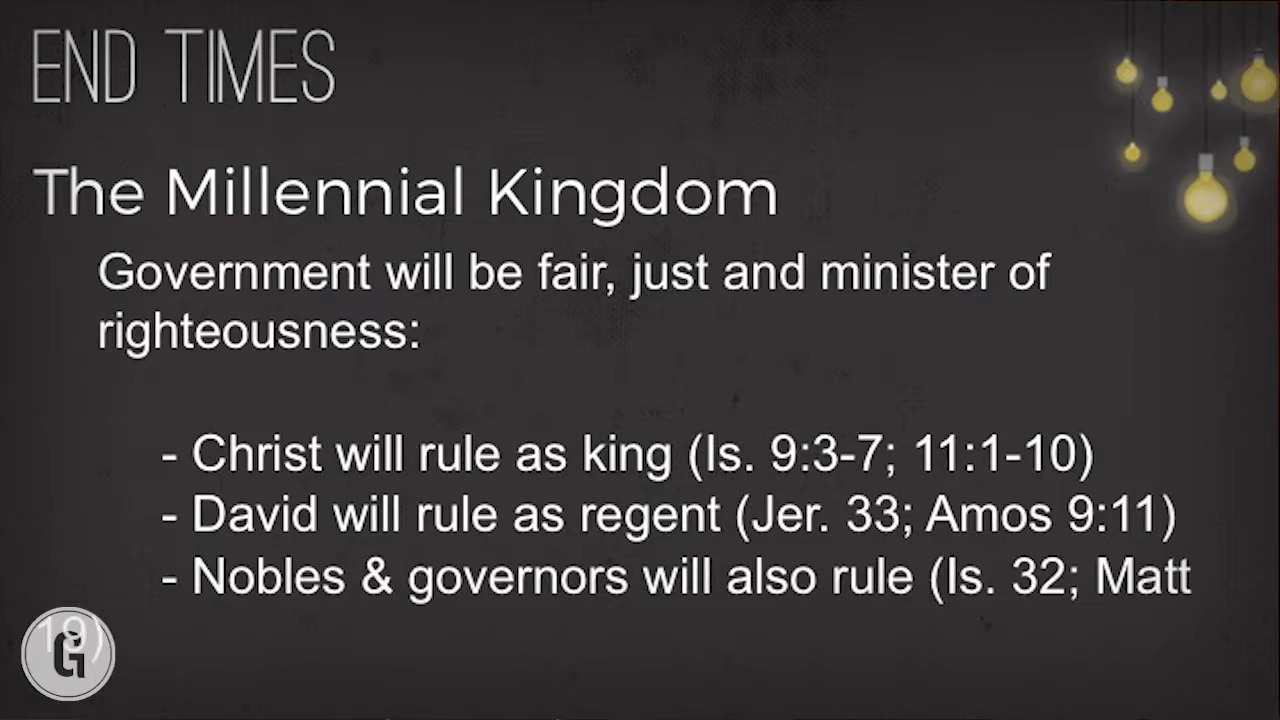 END TIMES
The Millennial Kingdom
Government will be fair, just and minister of
righteousness:
- Christ will rule as king (Is. 9:3-7; 11:1-10)
- David will rule as regent (Jer. 33; Amos 9:11)
- Nobles & governors will also rule (Is. 32; Matt
19)
G